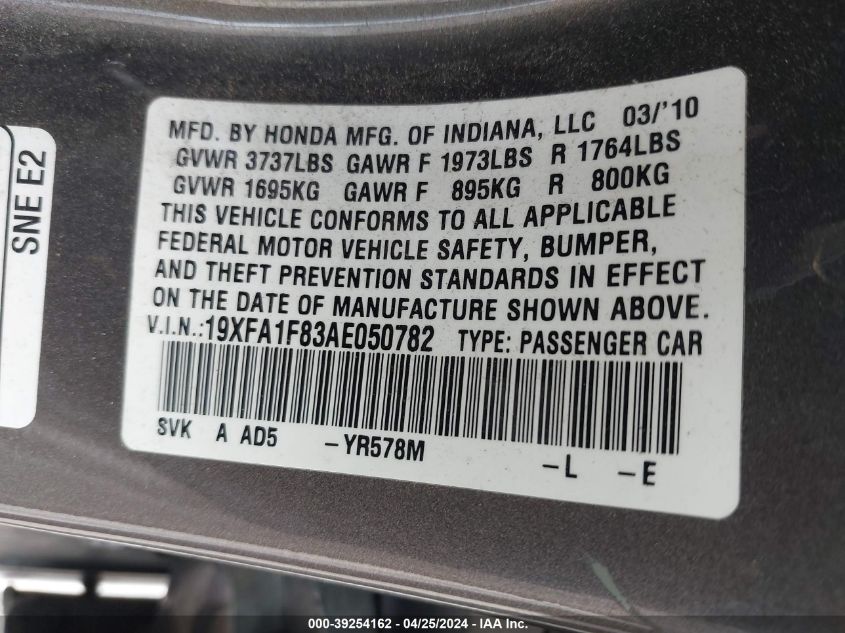 MFD. BY HONDA MFG. OF INDIANA, LLC 03/'10
GVWR 3737LBS GAWR F 1973LBS R 1764LBS
GVWR 1695KG GAWR F 895KG R 800KG
THIS VEHICLE CONFORMS TO ALL APPLICABLE
FEDERAL MOTOR VEHICLE SAFETY, BUMPER,
AND THEFT PREVENTION STANDARDS IN EFFECT
ON THE DATE OF MANUFACTURE SHOWN ABOVE.
V.I.N.:19XFA1F83AE050782 TYPE: PASSENGER CAR
SVK A AD5 -YR578M -L -E
SNE E2
000-39254162 - 04/25/2024 - IAAI, Inc.